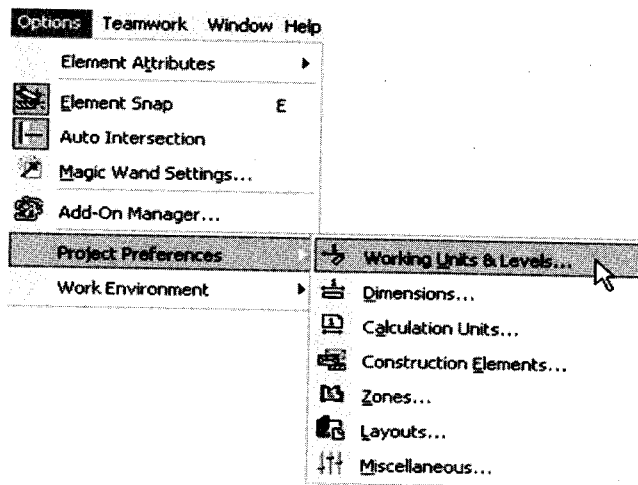 Options Teamwork Window Help
Element Attributes
Element Snap E
Auto Intersection
Magic Wand Settings...
Add-On Manager...
Project Preferences
Work Environment
Working Units & Levels...
Dimensions...
Calculation Units...
Construction Elements...
Zones...
Layouts...
Miscellaneous...